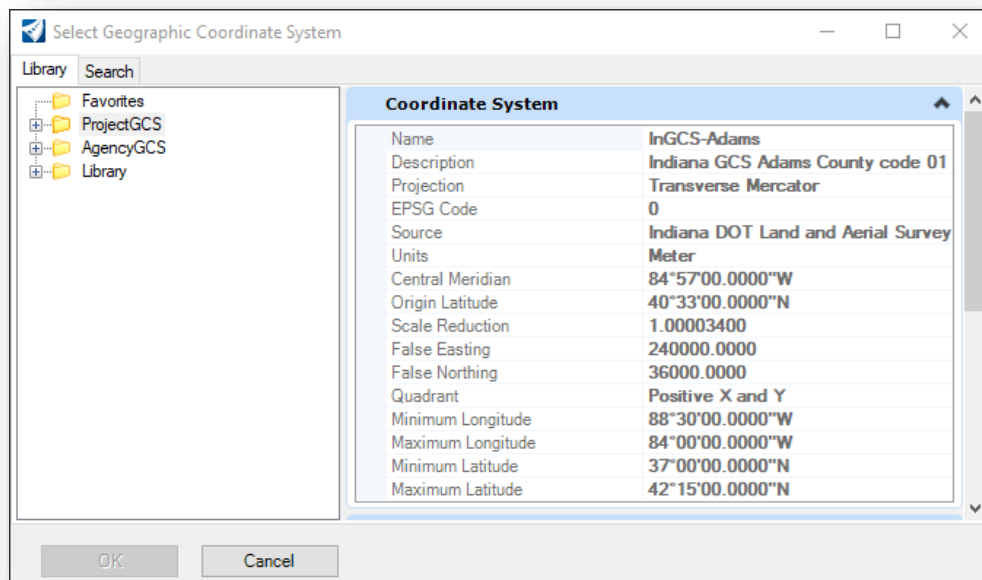 Select Geographic Coordinate System
Library Search
Favorites
ProjectGCS
AgencyGCS
Library
Coordinate System
Name InGCS-Adams
Description Indiana GCS Adams County code 01
Projection Transverse Mercator
EPSG Code 0
Source Indiana DOT Land and Aerial Survey
Units Meter
Central Meridian 84°57'00.0000"W
Origin Latitude 40°33'00.0000"N
Scale Reduction 1.00003400
False Easting 240000.0000
False Northing 36000.0000
Quadrant Positive X and Y
Minimum Longitude 88°30'00.0000"W
Maximum Longitude 84°00'00.0000"W
Minimum Latitude 37°00'00.0000"N
Maximum Latitude 42°15'00.0000"N
OK Cancel